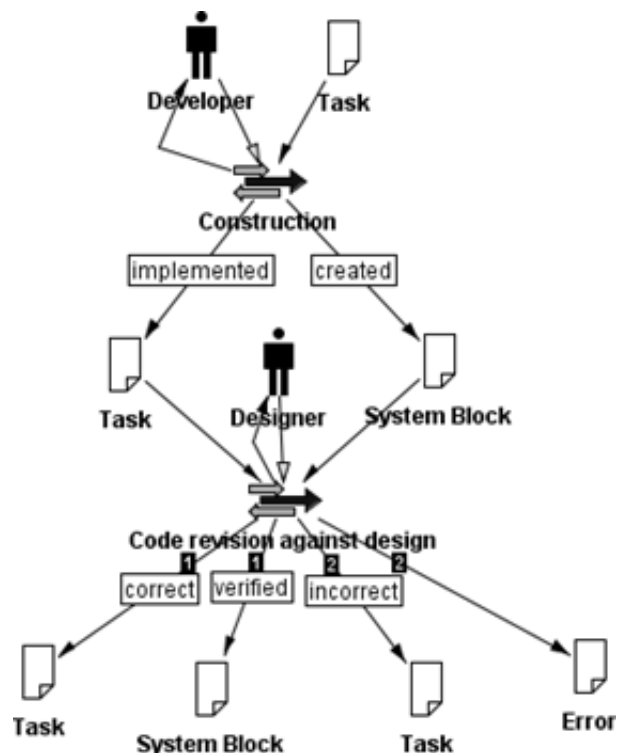 Developer
Task
Construction
implemented
created
Task
Designer
System Block
Code revision against design
1
1
2
2
correct
verified
incorrect
Task
System Block
Task
Error